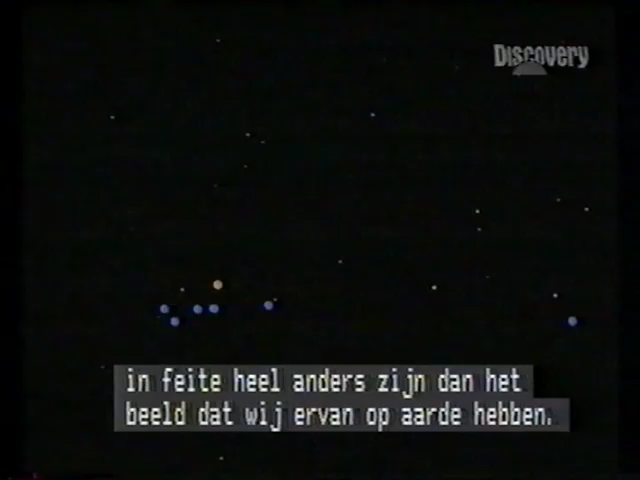 Discovery
in feite heel anders zijn dan het
beeld dat wij ervan op aarde hebben.